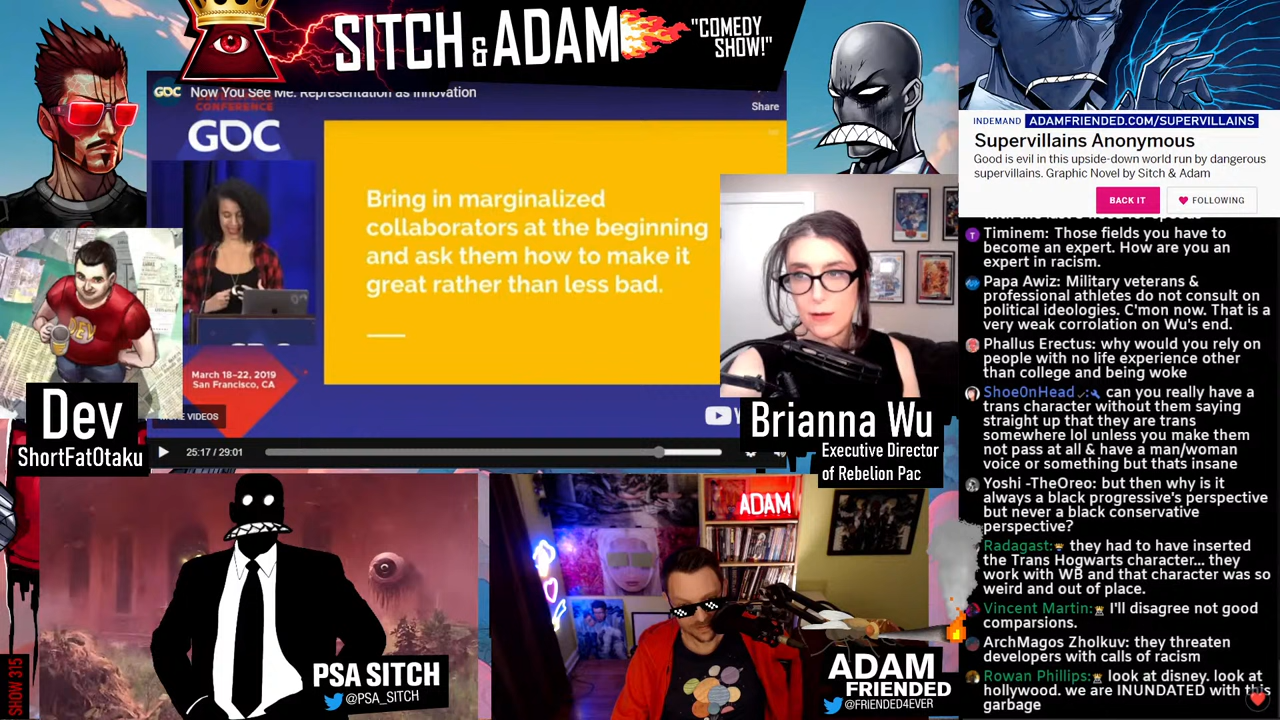 SITCH & ADAM
"COMEDY
SHOW!"
GDC
Now You See Me: Representation as Innovation
Share
CONFERENCE
GDC
Bring in marginalized
collaborators at the beginning
and ask them how to make it
great rather than less bad.
March 18-22, 2019
San Francisco, CA
VIDEOS
25:17 / 29:01
DEV
Dev
ShortFatOtaku
Brianna Wu
Executive Director
of Rebelion Pac
PSA SITCH
@PSA_SITCH
ADAM
ADAM
FRIENDED
@FRIENDED4EVER
SHOW 315
INDEMAND ADAMFRIENDED.COM/SUPERVILLAINS
Supervillains Anonymous
Good is evil in this upside-down world run by dangerous
supervillains. Graphic Novel by Sitch & Adam
BACK IT
FOLLOWING
T
Timinem: Those fields you have to
become an expert. How are you an
expert in racism.
Papa Awiz: Military veterans &
professional athletes do not consult on
political ideologies. C'mon now. That is a
very weak corrolation on Wu's end.
Phallus Erectus: why would you rely on
people with no life experience other
than college and being woke
Shoe0nHead ✓:🔧 can you really have a
trans character without them saying
straight up that they are trans
somewhere lol unless you make them
not pass at all & have a man/woman
voice or something but thats insane
Yoshi -TheOreo: but then why is it
always a black progressive's perspective
but never a black conservative
perspective?
Radagast: they had to have inserted
the Trans Hogwarts character... they
work with WB and that character was so
weird and out of place.
Vincent Martin: I'll disagree not good
comparsions.
ArchMagos Zholkuv: they threaten
developers with calls of racism
Rowan Phillips: look at disney. look at
hollywood. we are INUNDATED with this
garbage